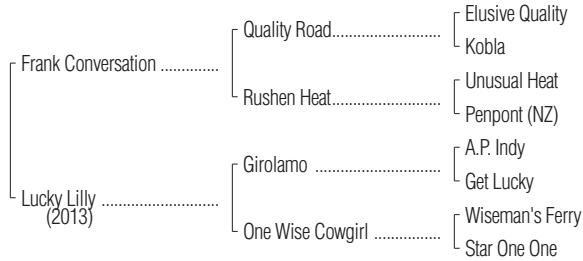 Elusive Quality
Quality Road..................
Kobla
Frank Conversation ..............
Unusual Heat
Rushen Heat..................
Penpont (NZ)
A.P. Indy
Girolamo ......................
Get Lucky
Lucky Lilly ........................
(2013)
Wiseman's Ferry
One Wise Cowgirl ................
Star One One